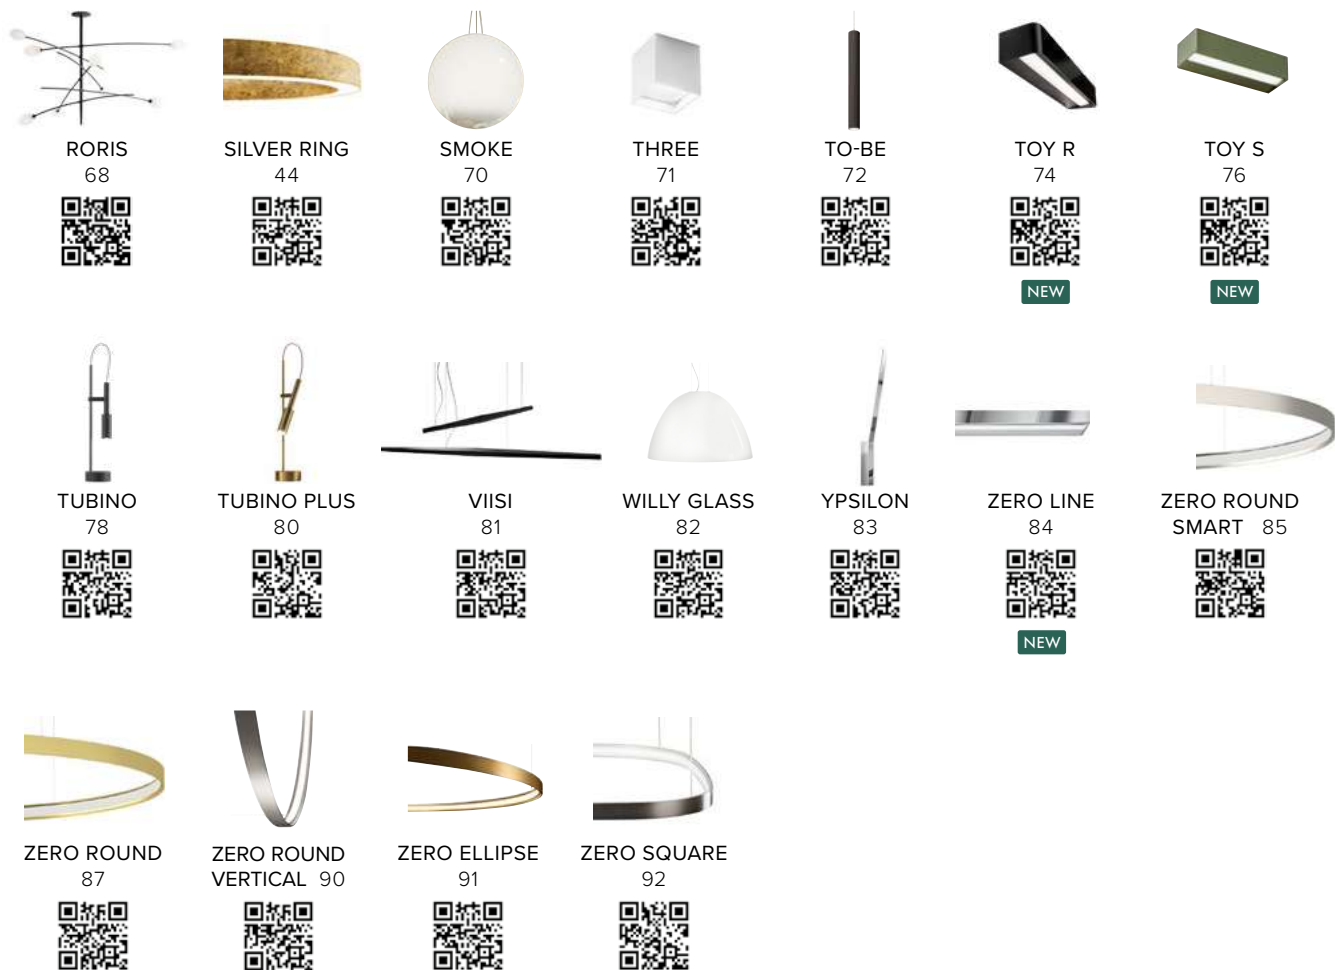 RORIS
68
SILVER RING
44
SMOKE
70
THREE
71
TO-BE
72
TOY R
74
NEW
TOY S
76
NEW
TUBINO
78
TUBINO PLUS
80
VIISI
81
WILLY GLASS
82
YPSILON
83
ZERO LINE
84
NEW
ZERO ROUND
SMART 85
ZERO ROUND
87
ZERO ROUND
VERTICAL 90
ZERO ELLIPSE
91
ZERO SQUARE
92